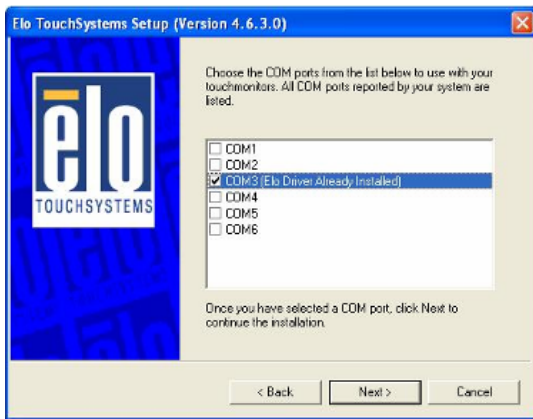 Elo TouchSystems Setup (Version 4.6.3.0)
elo
TOUCHSYSTEMS
Choose the COM ports from the list below to use with your
touchmonitors. All COM ports reported by your system are
listed.
COM1
COM2
COM3 (Elo Driver Already Installed)
COM4
COM5
COM6
Once you have selected a COM port, click Next to
continue the installation.
< Back
Next >
Cancel